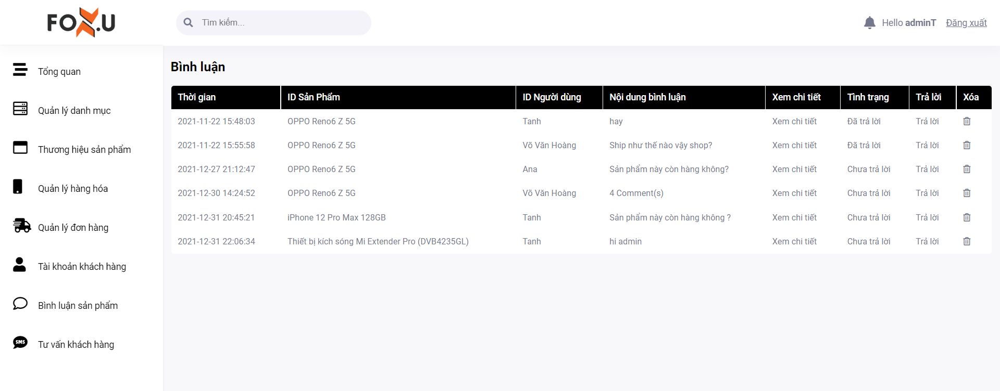 FOX.U
Tìm kiếm...
Hello adminT Đăng xuất
Tổng quan
Quản lý danh mục
Thương hiệu sản phẩm
Quản lý hàng hóa
Quản lý đơn hàng
Tài khoản khách hàng
Bình luận sản phẩm
SMS
Tư vấn khách hàng
Bình luận
Thời gian ID Sản Phẩm ID Người dùng Nội dung bình luận Xem chi tiết Tình trạng Trả lời Xóa
2021-11-22 15:48:03 OPPO Reno6 Z 5G Tanh hay Xem chi tiết Đã trả lời Trả lời
2021-11-22 15:55:58 OPPO Reno6 Z 5G Võ Văn Hoàng Ship như thế nào vậy shop? Xem chi tiết Đã trả lời Trả lời
2021-12-27 21:12:47 OPPO Reno6 Z 5G Ana Sản phẩm này còn hàng không? Xem chi tiết Chưa trả lời Trả lời
2021-12-30 14:24:52 OPPO Reno6 Z 5G Võ Văn Hoàng 4 Comment(s) Xem chi tiết Chưa trả lời Trả lời
2021-12-31 20:45:21 iPhone 12 Pro Max 128GB Tanh Sản phẩm này còn hàng không ? Xem chi tiết Chưa trả lời Trả lời
2021-12-31 22:06:34 Thiết bị kích sóng Mi Extender Pro (DVB4235GL) Tanh hi admin Xem chi tiết Chưa trả lời Trả lời